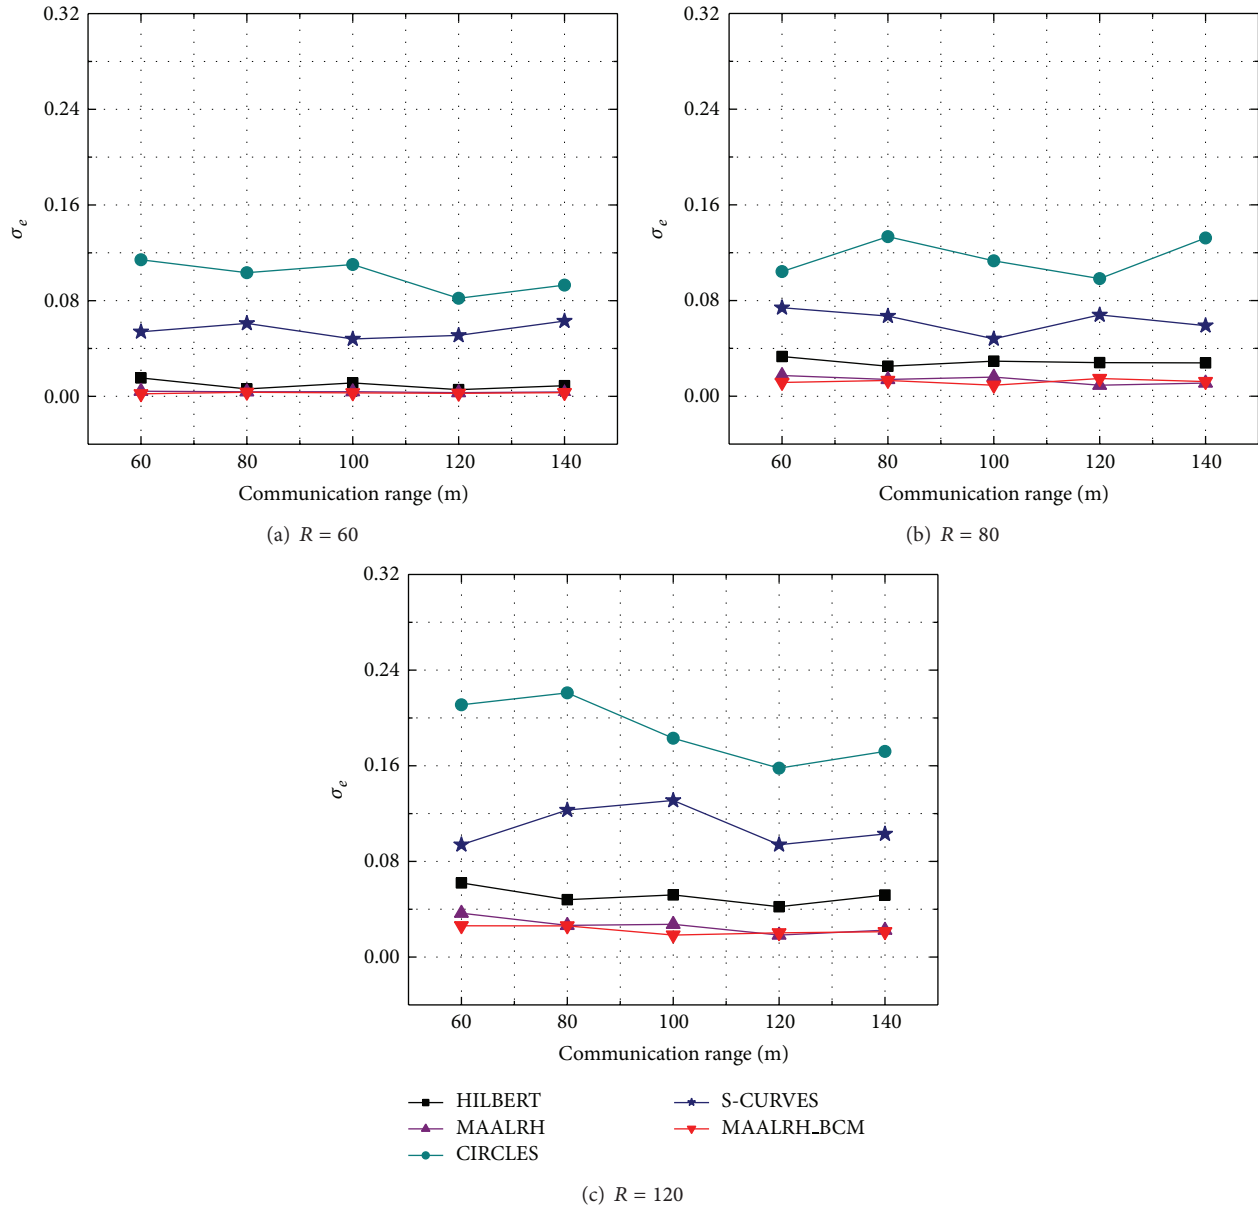 0.32
0.24
0.16
0.08
0.00
σe
60 80 100 120 140
Communication range (m)
(a) R = 60
0.32
0.24
0.16
0.08
0.00
σe
60 80 100 120 140
Communication range (m)
(b) R = 80
0.32
0.24
0.16
0.08
0.00
σe
60 80 100 120 140
Communication range (m)
HILBERT
MAALRH
CIRCLES
S-CURVES
MAALRH_BCM
(c) R = 120